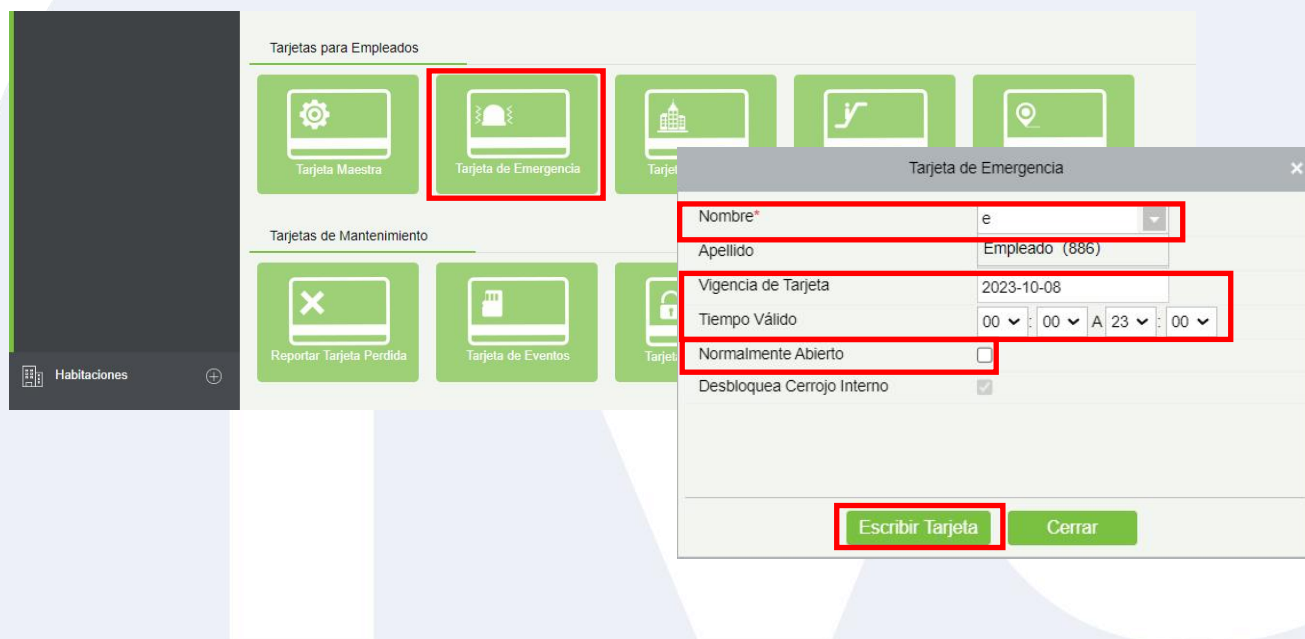 Tarjetas para Empleados
Tarjeta Maestra
Tarjeta de Emergencia
Tarjetas de Mantenimiento
Reportar Tarjeta Perdida
Tarjeta de Eventos
Habitaciones
Tarjeta de Emergencia
Nombre* e
Apellido Empleado (886)
Vigencia de Tarjeta 2023-10-08
Tiempo Válido 00 : 00 A 23 : 00
Normalmente Abierto
Desbloquea Cerrojo Interno
Escribir Tarjeta Cerrar